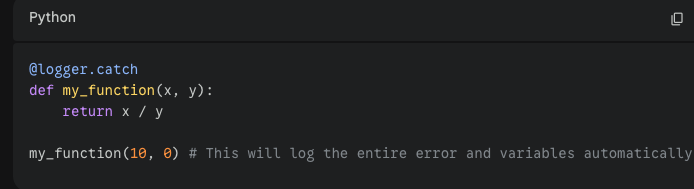 Python
@logger.catch
def my_function(x, y):
    return x / y
my_function(10, 0) # This will log the entire error and variables automatically